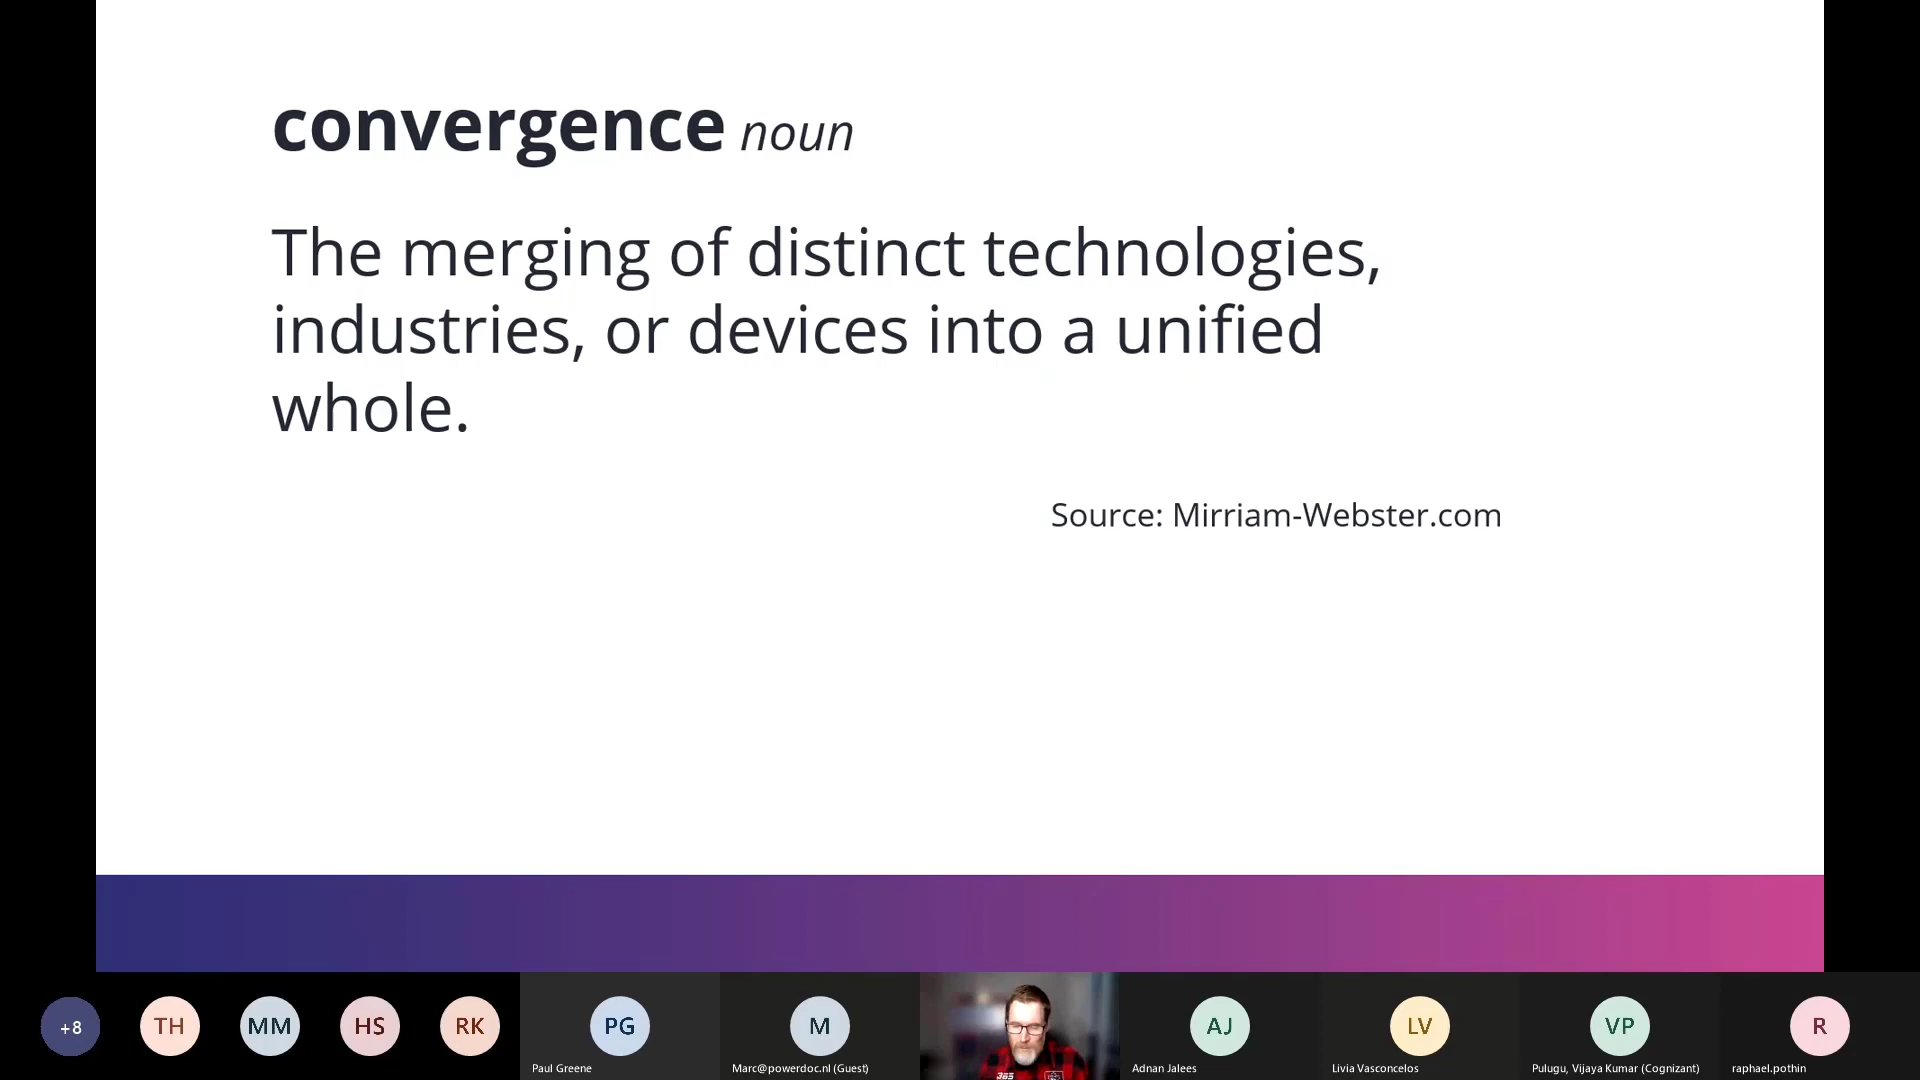 convergence noun
The merging of distinct technologies,
industries, or devices into a unified
whole.
Source: Mirriam-Webster.com
+8
TH
MM
HS
RK
PG
M
AJ
LV
VP
R
365
Paul Greene
Marc@powerdoc.nl (Guest)
Adnan Jalees
Livia Vasconcelos
Pulugu, Vijaya Kumar (Cognizant)
raphael.pothin